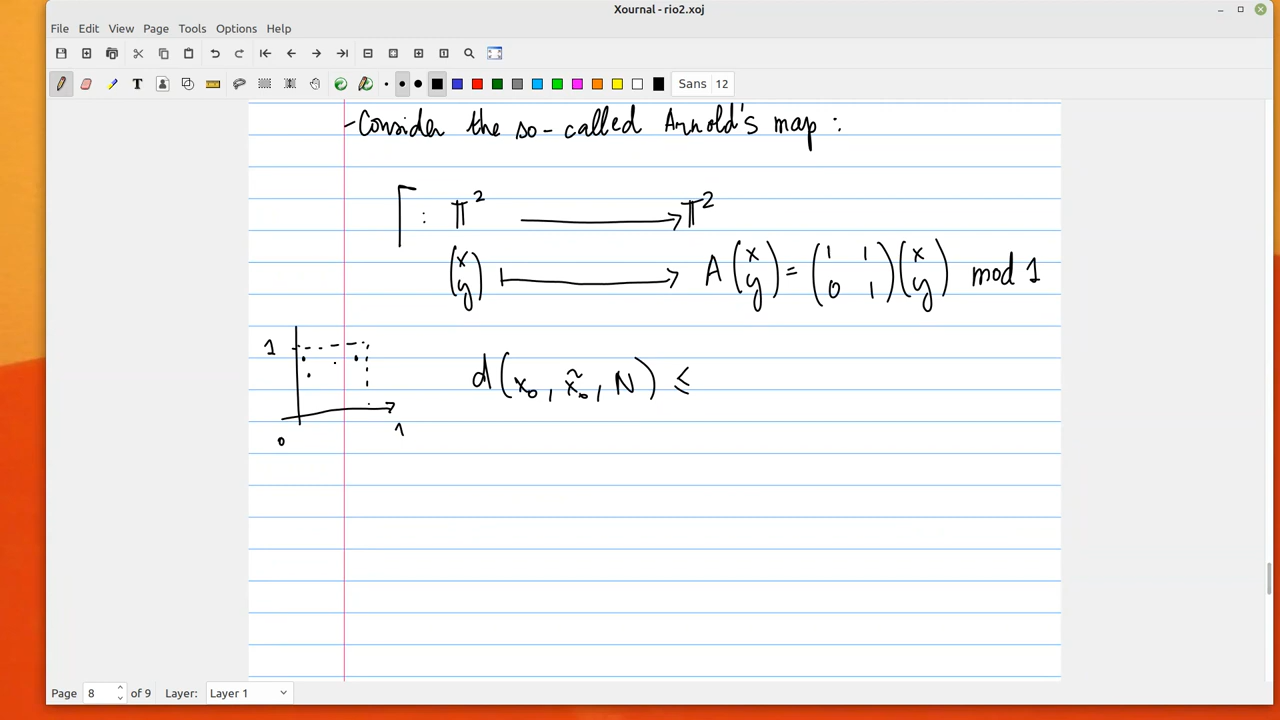 Xournal - rio2.xoj
File Edit View Page Tools Options Help
Sans 12
- Consider the so-called Arnold's map :
Γ : 𝕋² ⟶ 𝕋²
(x y) ⟼ A (x y) = (1 1 0 1) (x y) mod 1
1
d(x₀, x̃₀, N) ≤
0 1
Page 8 of 9 Layer: Layer 1